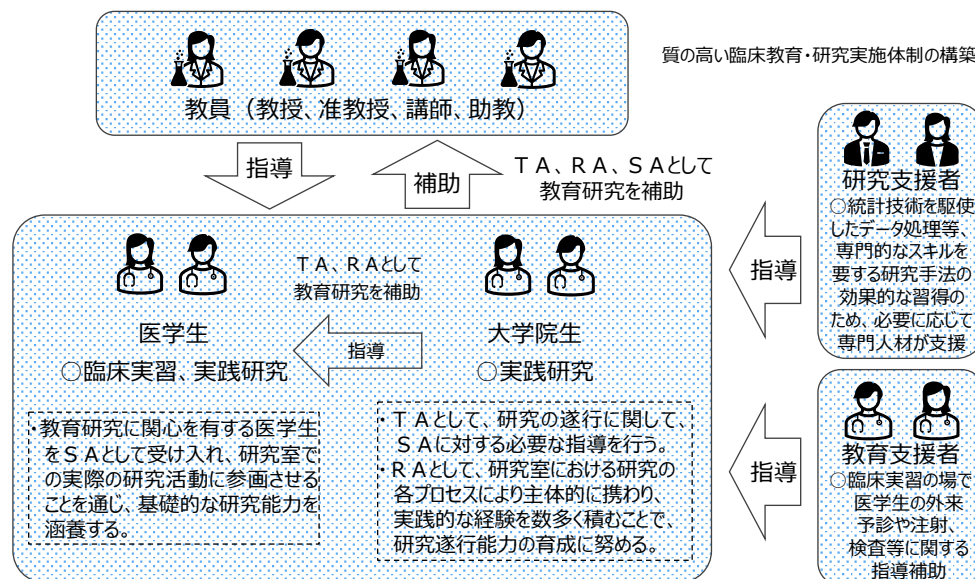 質の高い臨床教育・研究実施体制の構築
教員（教授、准教授、講師、助教）
指導
補助
ＴＡ、ＲＡ、ＳＡとして
教育研究を補助
ＴＡ、ＲＡとして
教育研究を補助
医学生
○臨床実習、実践研究
指導
大学院生
○実践研究
・教育研究に関心を有する医学生
をＳＡとして受け入れ、研究室で
の実際の研究活動に参画させる
ことを通じ、基礎的な研究能力を
涵養する。
・ＴＡとして、研究の遂行に関して、
ＳＡに対する必要な指導を行う。
・ＲＡとして、研究室における研究の
各プロセスにより主体的に携わり、
実践的な経験を数多く積むことで、
研究遂行能力の育成に努める。
指導
研究支援者
○統計技術を駆使
したデータ処理等、
専門的なスキルを
要する研究手法の
効果的な習得の
ため、必要に応じて
専門人材が支援
指導
教育支援者
○臨床実習の場で
医学生の外来
予診や注射、
検査等に関する
指導補助